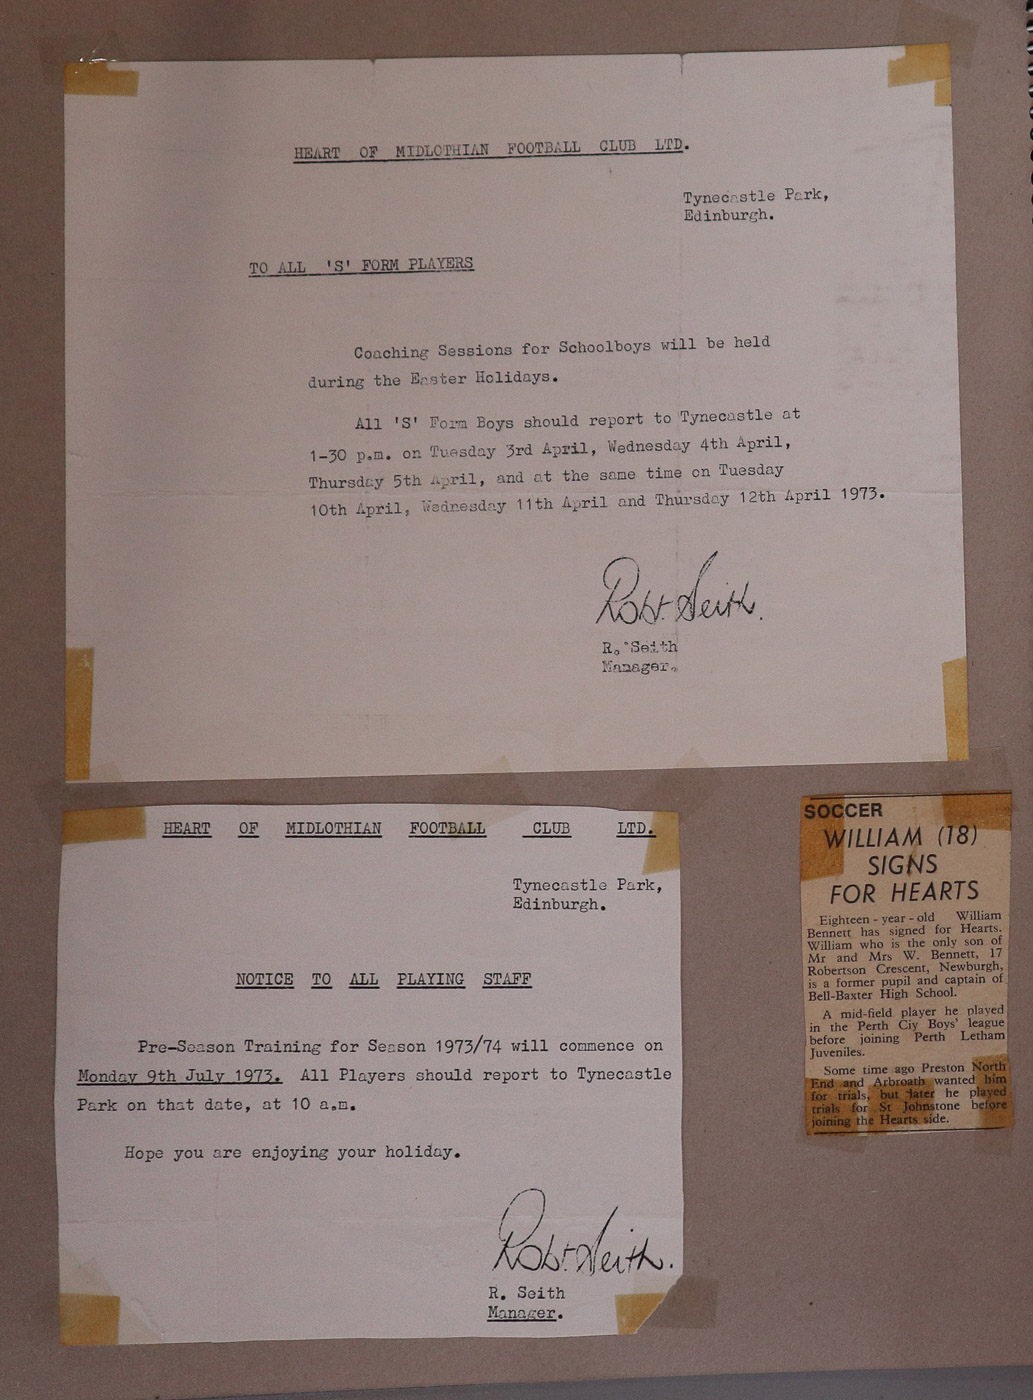 HEART OF MIDLOTHIAN FOOTBALL CLUB LTD.
Tynecastle Park,
Edinburgh.
TO ALL 'S' FORM PLAYERS
Coaching Sessions for Schoolboys will be held
during the Easter Holidays.
All 'S' Form Boys should report to Tynecastle at
1-30 p.m. on Tuesday 3rd April, Wednesday 4th April,
Thursday 5th April, and at the same time on Tuesday
10th April, Wednesday 11th April and Thursday 12th April 1973.
Robt. Seith.
R. Seith
Manager.
HEART OF MIDLOTHIAN FOOTBALL CLUB LTD.
Tynecastle Park,
Edinburgh.
NOTICE TO ALL PLAYING STAFF
Pre-Season Training for Season 1973/74 will commence on
Monday 9th July 1973. All Players should report to Tynecastle
Park on that date, at 10 a.m.
Hope you are enjoying your holiday.
Robt. Seith.
R. Seith
Manager.
SOCCER
WILLIAM (18)
SIGNS
FOR HEARTS
Eighteen-year-old William
Bennett has signed for Hearts.
William who is the only son of
Mr and Mrs W. Bennett, 17
Robertson Crescent, Newburgh,
is a former pupil and captain of
Bell-Baxter High School.
A mid-field player he played
in the Perth Ciy Boys' league
before joining Perth Letham
Juveniles.
Some time ago Preston North
End and Arbroath wanted him
for trials, but later he played
trials for St Johnstone before
joining the Hearts side.